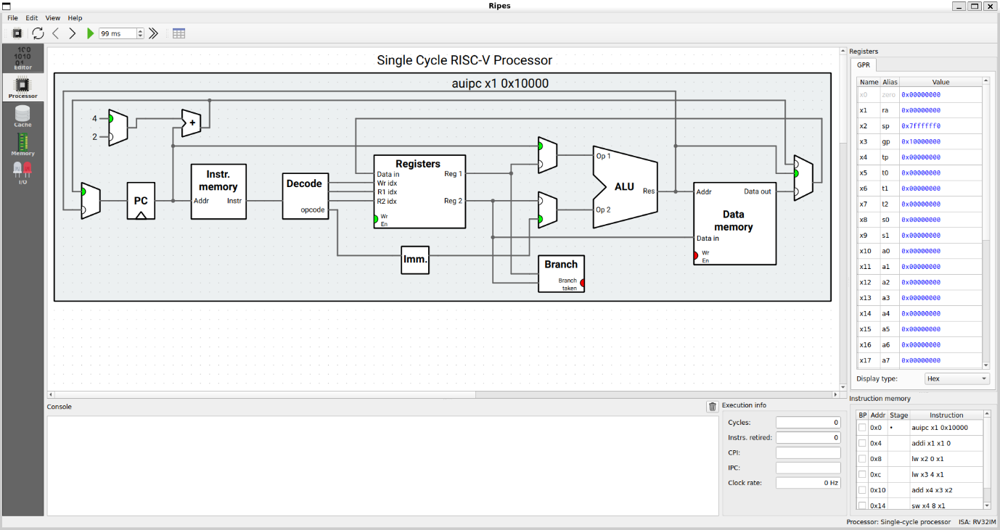 Ripes
File Edit View Help
99 ms
Editor
Processor
Cache
Memory
I/O
Single Cycle RISC-V Processor
auipc x1 0x10000
4
2
+
PC
Instr.
memory
Addr Instr
Decode
opcode
Registers
Data in
Wr idx
R1 idx
R2 idx
Wr
En
Reg 1
Reg 2
Imm.
Op 1
Op 2
ALU
Res
Branch
Branch
taken
Addr Data out
Data
memory
Data in
Wr
En
Registers
GPR
Name Alias Value
x0 zero 0x00000000
x1 ra 0x00000000
x2 sp 0x7ffffff0
x3 gp 0x10000000
x4 tp 0x00000000
x5 t0 0x00000000
x6 t1 0x00000000
x7 t2 0x00000000
x8 s0 0x00000000
x9 s1 0x00000000
x10 a0 0x00000000
x11 a1 0x00000000
x12 a2 0x00000000
x13 a3 0x00000000
x14 a4 0x00000000
x15 a5 0x00000000
x16 a6 0x00000000
x17 a7 0x00000000
Display type: Hex
Console
Execution info
Cycles: 0
Instrs. retired: 0
CPI:
IPC:
Clock rate: 0 Hz
Instruction memory
BP Addr Stage Instruction
0x0 • auipc x1 0x10000
0x4 addi x1 x1 0
0x8 lw x2 0 x1
0xc lw x3 4 x1
0x10 add x4 x3 x2
0x14 sw x4 8 x1
Processor: Single-cycle processor ISA: RV32IM